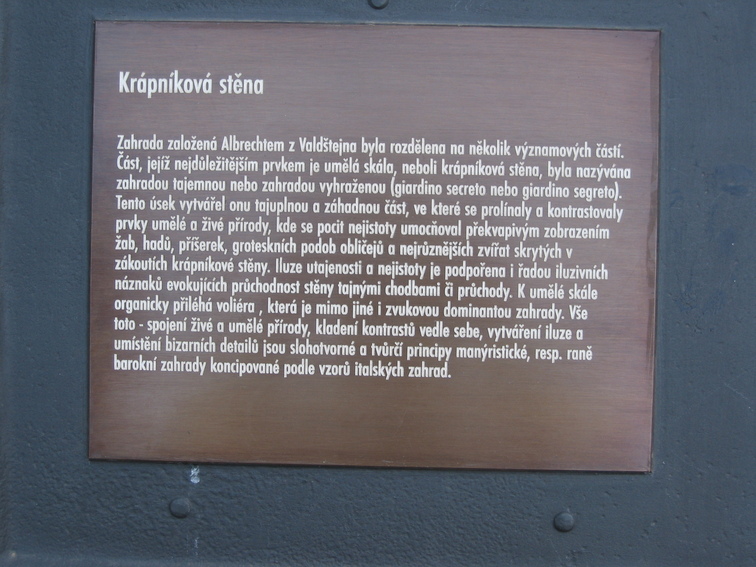 Krápníková stěna
Zahrada založená Albrechtem z Valdštejna byla rozdělena na několik významových částí.
Část, jejíž nejdůležitějším prvkem je umělá skála, neboli krápníková stěna, byla nazývána
zahradou tajemnou nebo zahradou vyhraženou (giardino secreto nebo giardino segreto).
Tento úsek vytvářel onu tajuplnou a záhadnou část, ve které se prolínaly a kontrastovaly
prvky umělé a živé přírody, kde se pocit nejistoty umocňoval překvapivým zobrazením
žab, hadů, příšerek, groteskních podob obličejů a nejrůznějších zvířat skrytých v
zákoutích krápníkové stěny. Iluze utajenosti a nejistoty je podpořena i řadou iluzivních
náznaků evokujících průchodnost stěny tajnými chodbami či průchody. K umělé skále
organicky přiléhá voliéra , která je mimo jiné i zvukovou dominantou zahrady. Vše
toto - spojení živé a umělé přírody, kladení kontrastů vedle sebe, vytváření iluze a
umístění bizarních detailů jsou slohotvorné a tvůrčí principy manýristické, resp. raně
barokní zahrady koncipované podle vzorů italských zahrad.